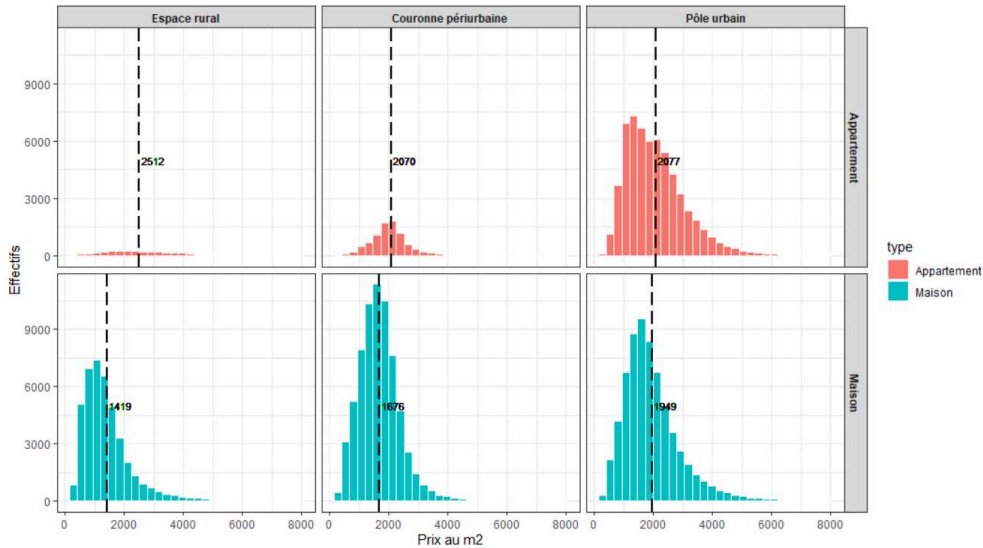 Espace rural
Couronne périurbaine
Pôle urbain
9000
6000
3000
0
2512
2070
2077
Appartement
Effectifs
type
Appartement
Maison
9000
6000
3000
0
1419
1676
1949
Maison
0 2000 4000 6000 8000
0 2000 4000 6000 8000
0 2000 4000 6000 8000
Prix au m2